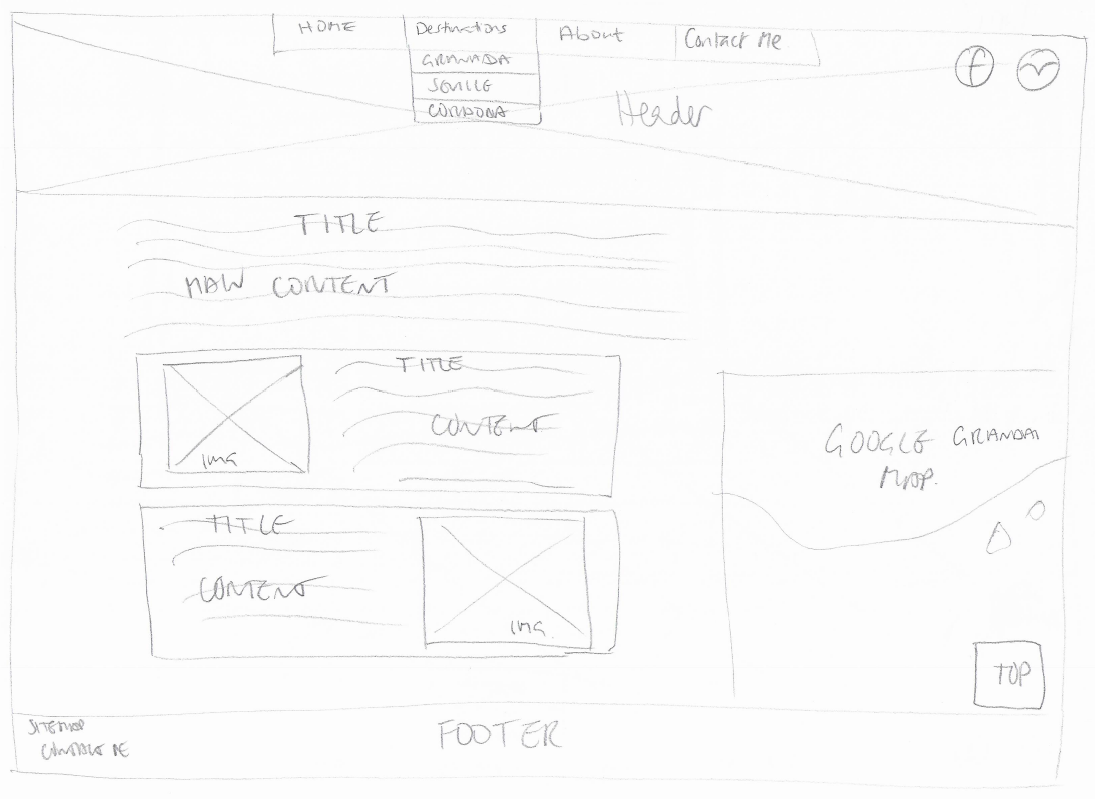 HOME
Destinations
About
Contact Me
GRANADA
SEVILLE
CORDOBA
f
Header
TITLE
MAIN CONTENT
TITLE
CONTENT
IMG
TITLE
CONTENT
IMG
GOOGLE GRANADA
MAP.
TOP
SITEMAP
CONTACT ME
FOOTER